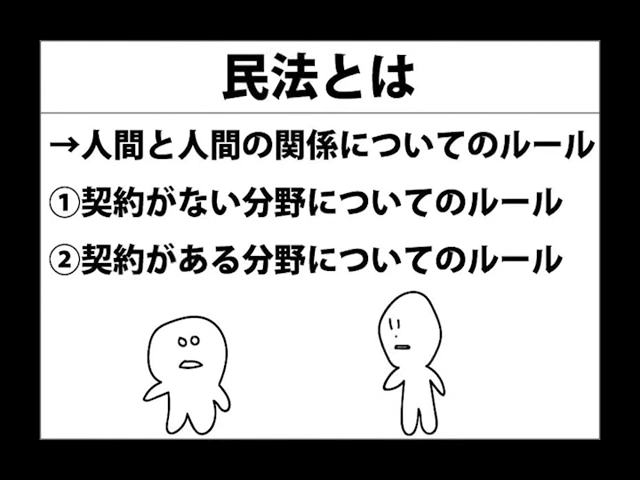 民法とは
→人間と人間の関係についてのルール
①契約がない分野についてのルール
②契約がある分野についてのルール